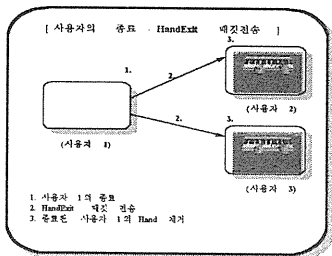 [ 사용자의 종료 - HandExit 패킷전송 ]
1.
2.
3.
(사용자 2)
(사용자 1)
2.
3.
(사용자 3)
1. 사용자 1의 종료
2. HandExit 패킷 전송
3. 종료된 사용자 1의 Hand 제거